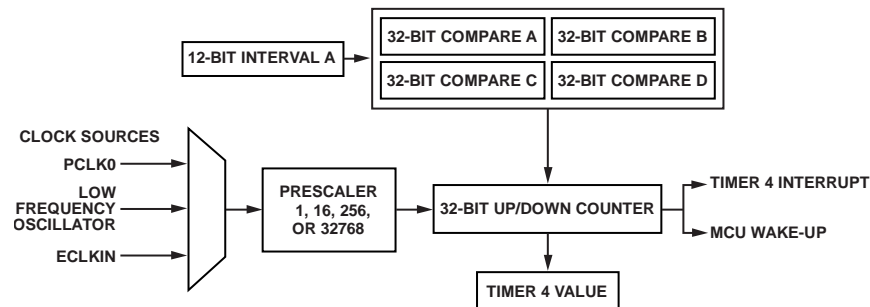 12-BIT INTERVAL A
32-BIT COMPARE A
32-BIT COMPARE B
32-BIT COMPARE C
32-BIT COMPARE D
CLOCK SOURCES
PCLK0
LOW
FREQUENCY
OSCILLATOR
ECLKIN
PRESCALER
1, 16, 256,
OR 32768
32-BIT UP/DOWN COUNTER
TIMER 4 INTERRUPT
MCU WAKE-UP
TIMER 4 VALUE